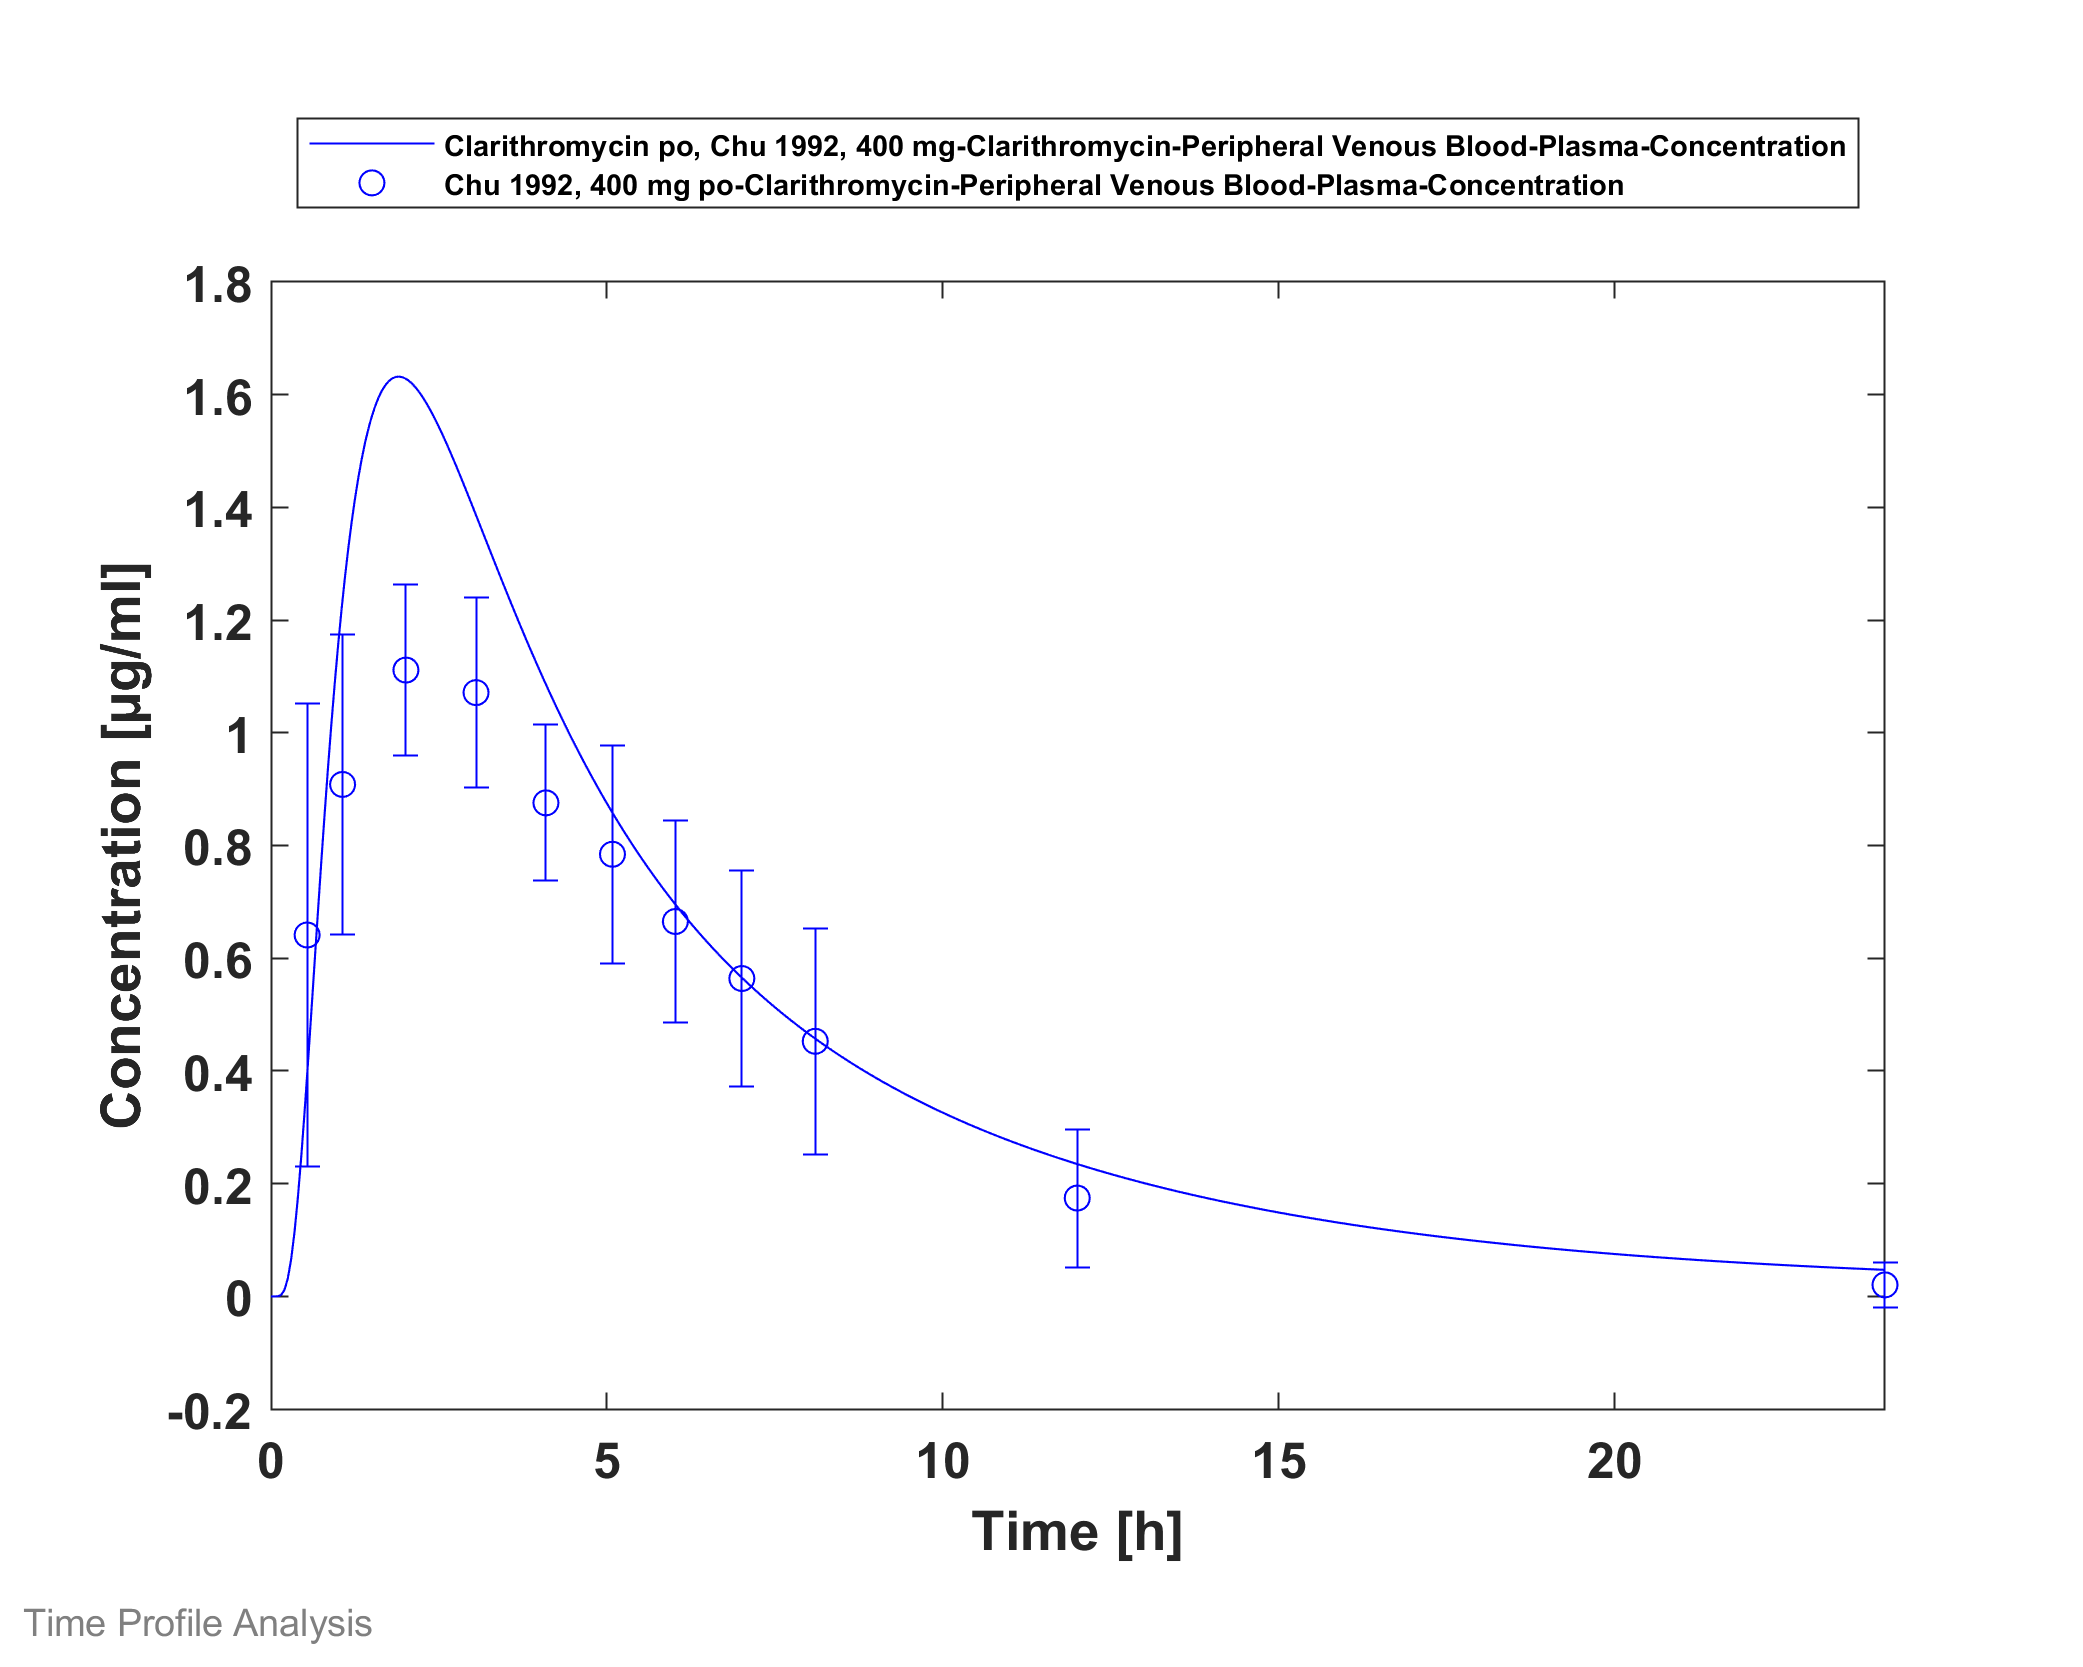 Clarithromycin po, Chu 1992, 400 mg-Clarithromycin-Peripheral Venous Blood-Plasma-Concentration
Chu 1992, 400 mg po-Clarithromycin-Peripheral Venous Blood-Plasma-Concentration
1.8
1.6
1.4
1.2
1
0.8
0.6
0.4
0.2
0
-0.2
Concentration [µg/ml]
0 5 10 15 20
Time [h]
Time Profile Analysis